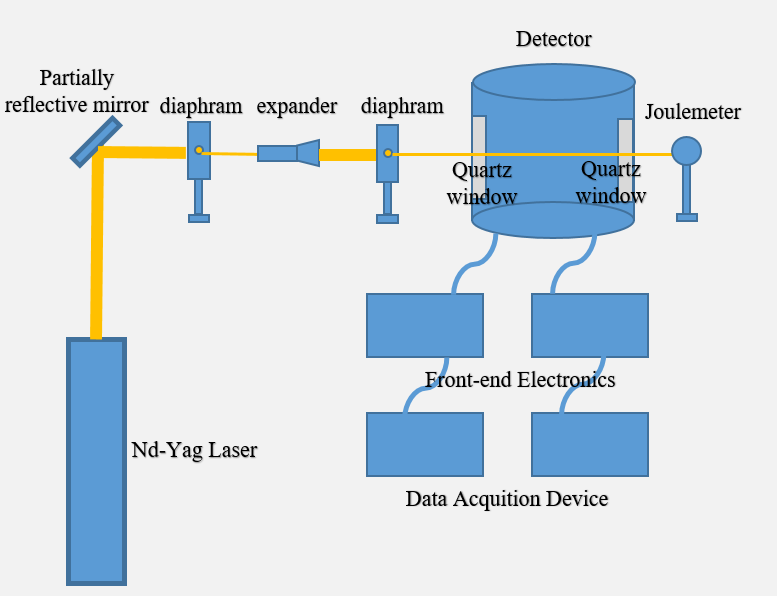 Detector
Partially
reflective mirror
diaphram
expander
diaphram
Joulemeter
Quartz
window
Quartz
window
Front-end Electronics
Nd-Yag Laser
Data Acquition Device